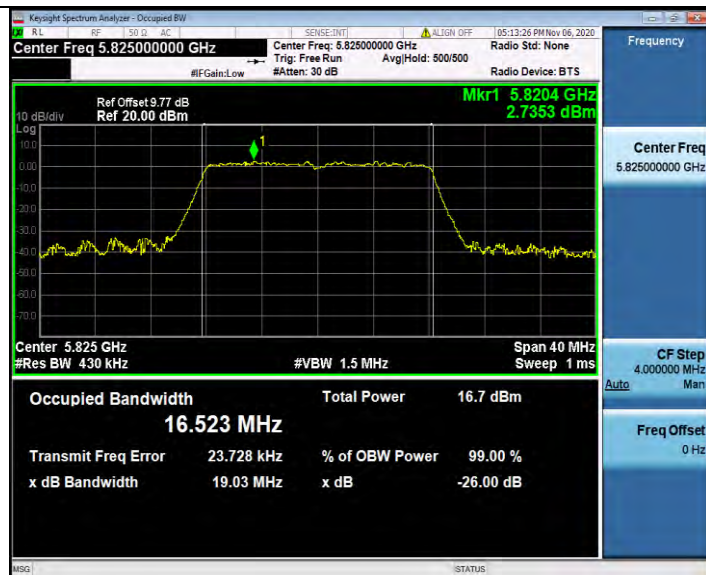 Keysight Spectrum Analyzer - Occupied BW
RL RF 50 Ω AC SENSE:INT ALIGN OFF 05:13:26 PM Nov 06, 2020
Center Freq 5.825000000 GHz
Center Freq: 5.825000000 GHz
Radio Std: None
Trig: Free Run Avg|Hold: 500/500
#IFGain:Low
#Atten: 30 dB
Radio Device: BTS
Frequency
Ref Offset 9.77 dB
Mkr1 5.8204 GHz
10 dB/div
Ref 20.00 dBm
2.7353 dBm
Log
10.0
0.00
-10.0
-20.0
-30.0
-40.0
-50.0
-60.0
-70.0
1
Center 5.825 GHz
Span 40 MHz
#Res BW 430 kHz
#VBW 1.5 MHz
Sweep 1 ms
Center Freq
5.825000000 GHz
CF Step
4.000000 MHz
Auto Man
Freq Offset
0 Hz
Occupied Bandwidth
Total Power 16.7 dBm
16.523 MHz
Transmit Freq Error 23.728 kHz % of OBW Power 99.00 %
x dB Bandwidth 19.03 MHz x dB -26.00 dB
MSG STATUS